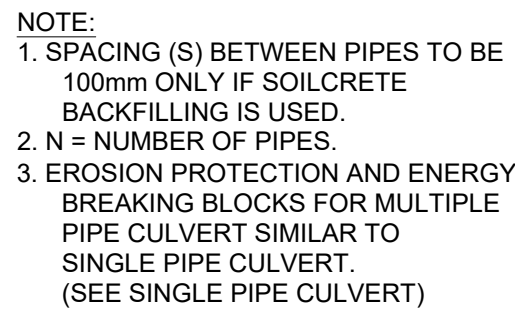 NOTE:
1. SPACING (S) BETWEEN PIPES TO BE
100mm ONLY IF SOILCRETE
BACKFILLING IS USED.
2. N = NUMBER OF PIPES.
3. EROSION PROTECTION AND ENERGY
BREAKING BLOCKS FOR MULTIPLE
PIPE CULVERT SIMILAR TO
SINGLE PIPE CULVERT.
(SEE SINGLE PIPE CULVERT)